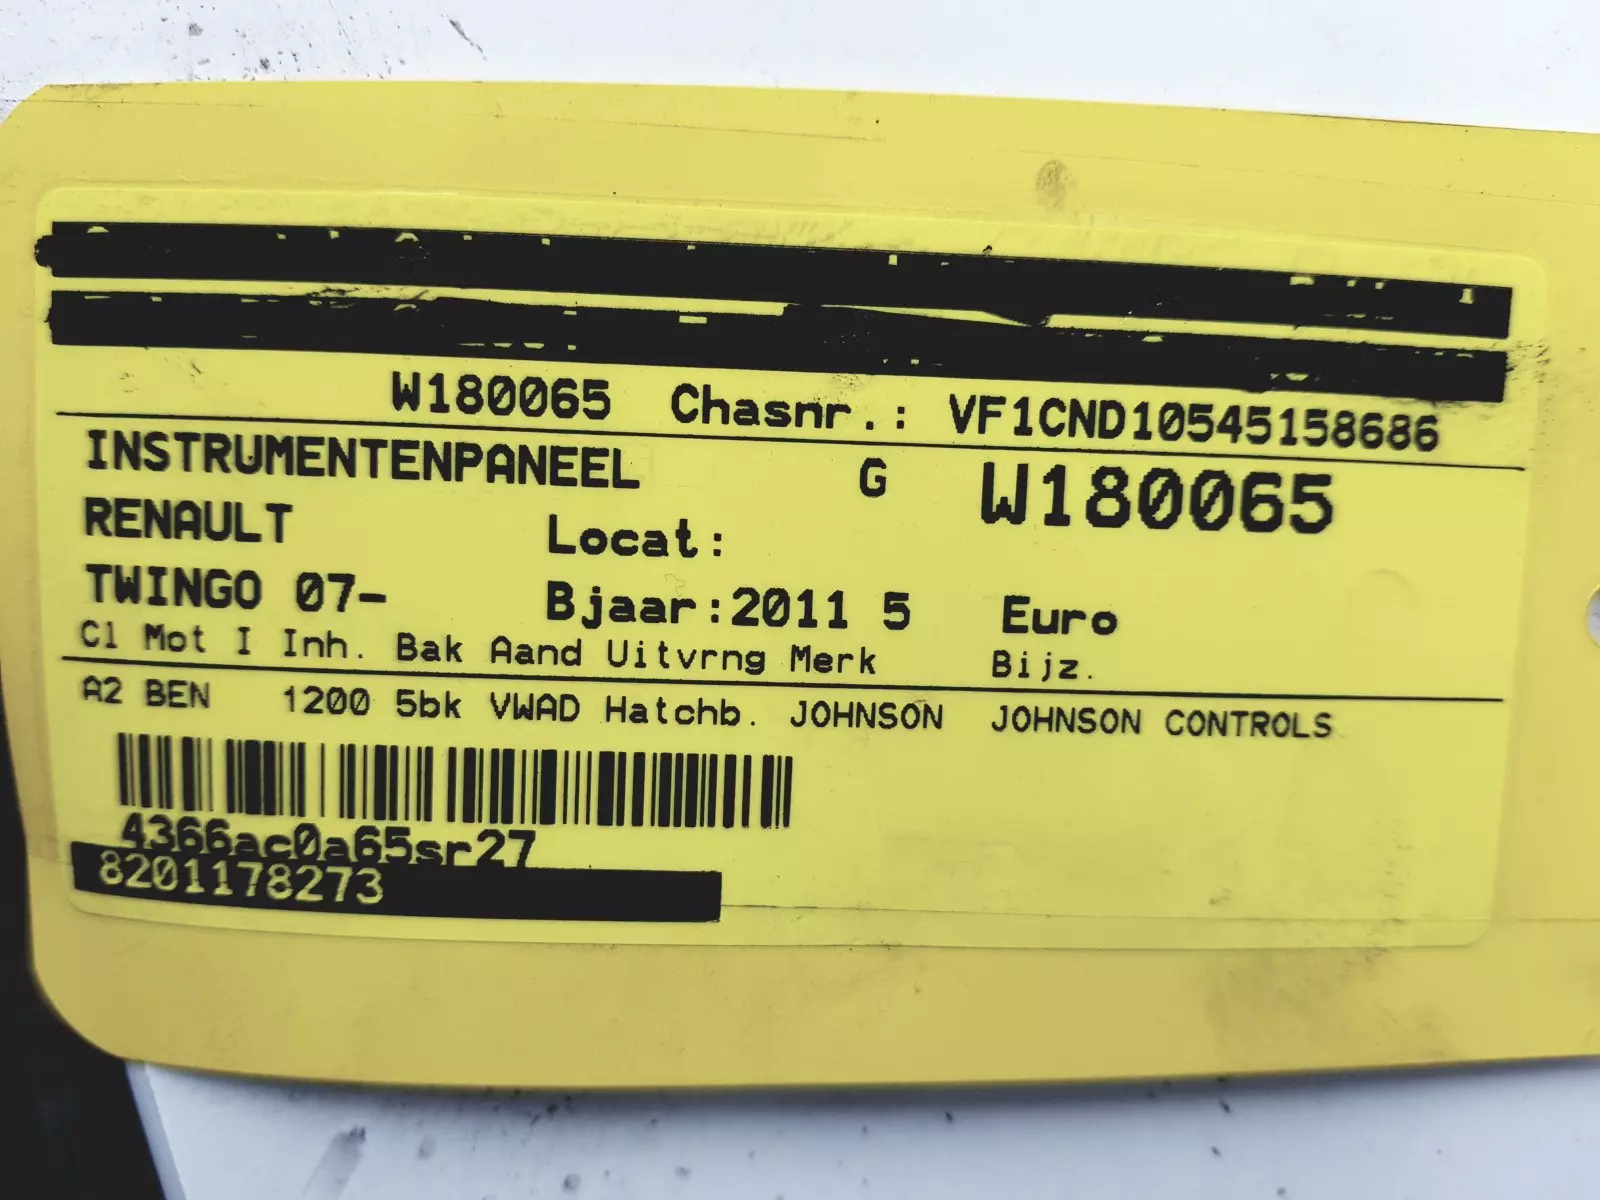 W180065 Chasnr.: VF1CND10545158686
INSTRUMENTENPANEEL G W180065
RENAULT Locat:
TWINGO 07- Bjaar:2011 5 Euro
Cl Mot I Inh. Bak Aand Uitvrng Merk Bijz.
A2 BEN 1200 5bk VWAD Hatchb. JOHNSON JOHNSON CONTROLS
4366ac0a65sr27
8201178273